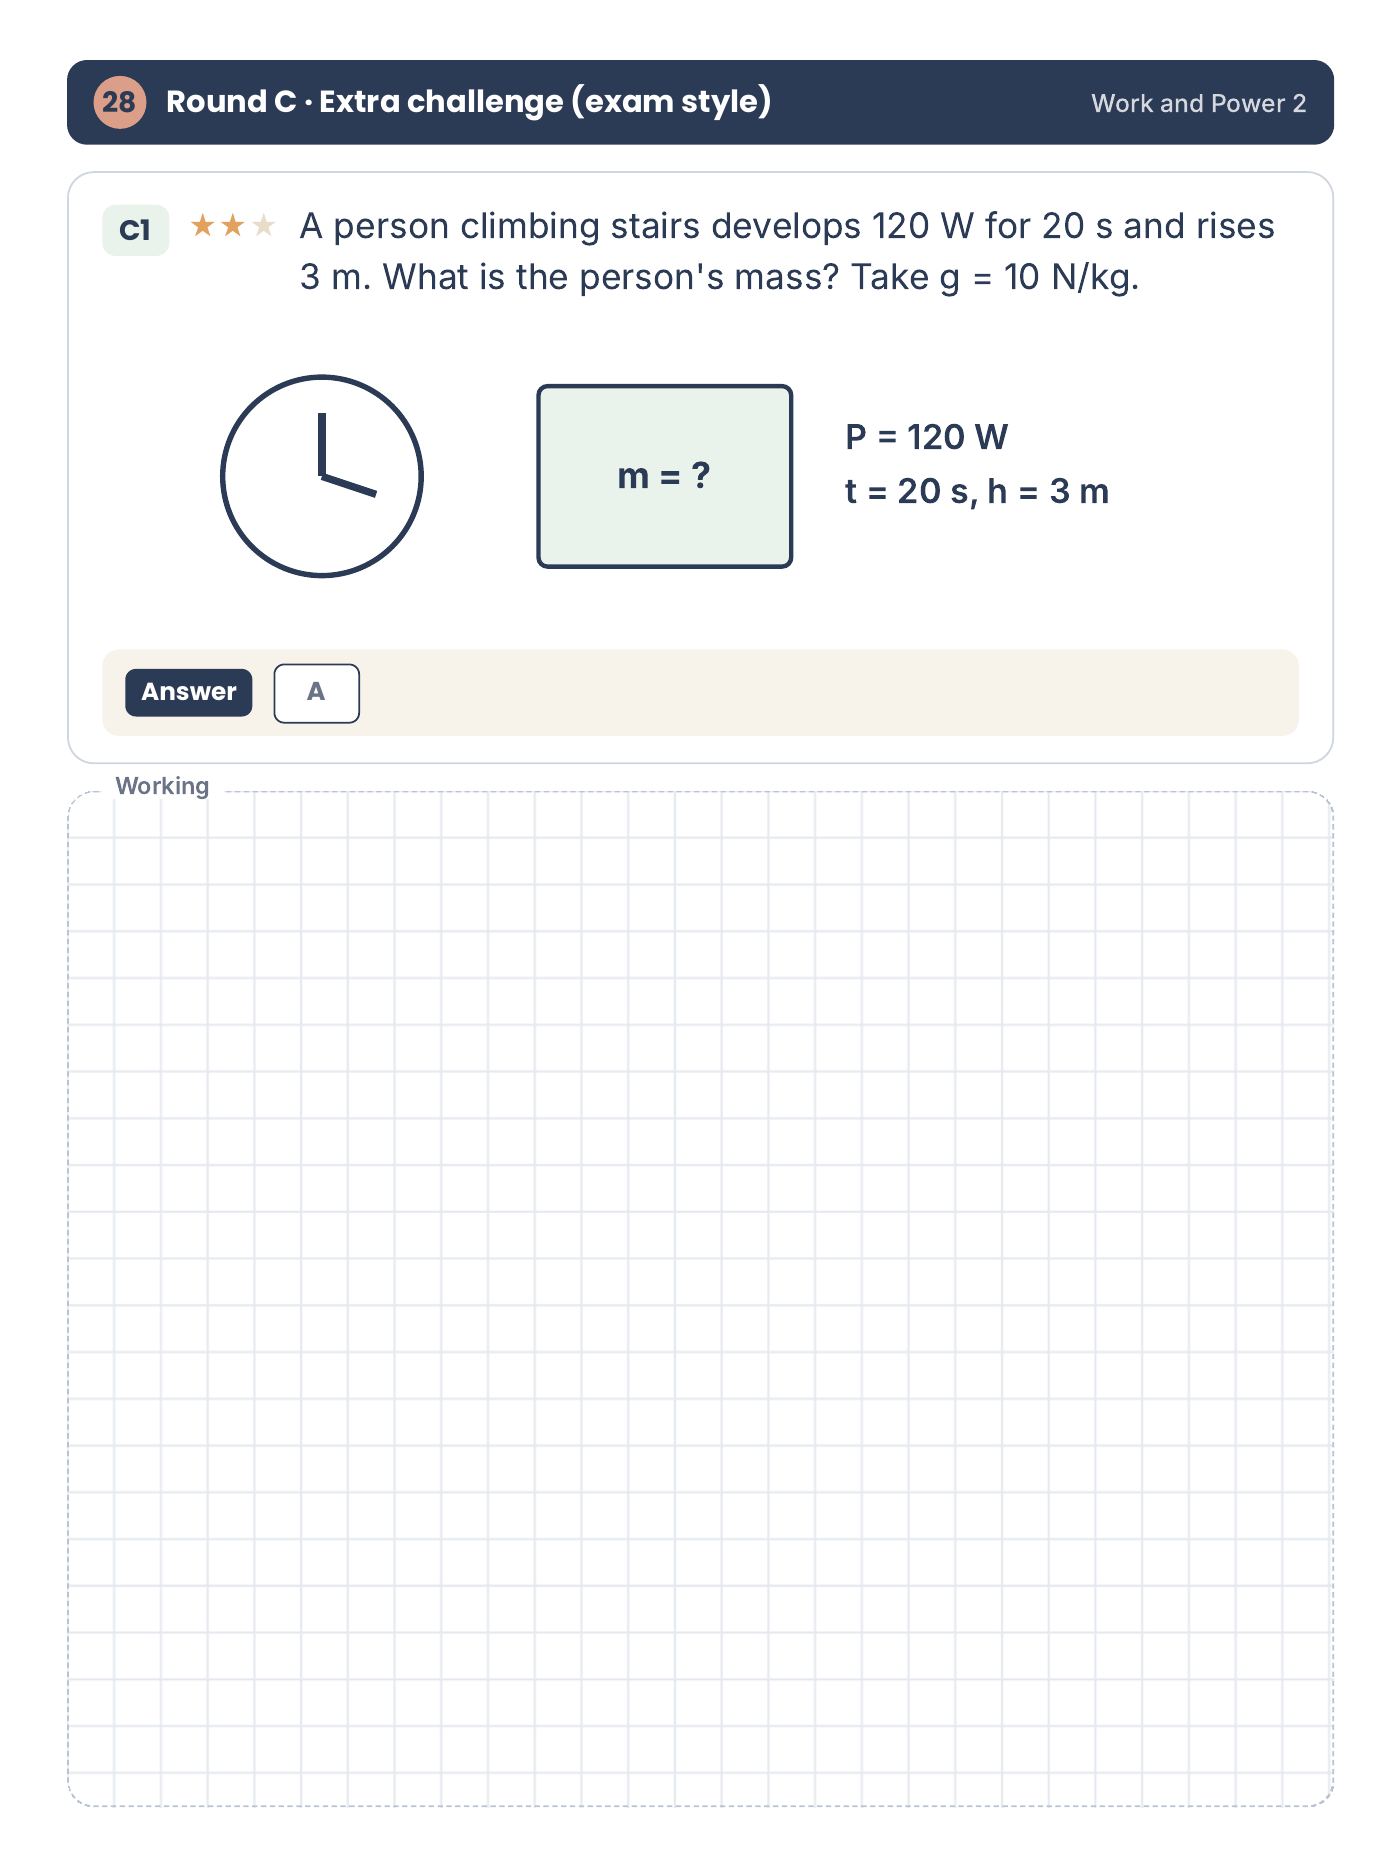 28 Round C · Extra challenge (exam style) Work and Power 2
C1 ★★★ A person climbing stairs develops 120 W for 20 s and rises
3 m. What is the person's mass? Take g = 10 N/kg.
m = ?
P = 120 W
t = 20 s, h = 3 m
Answer A
Working